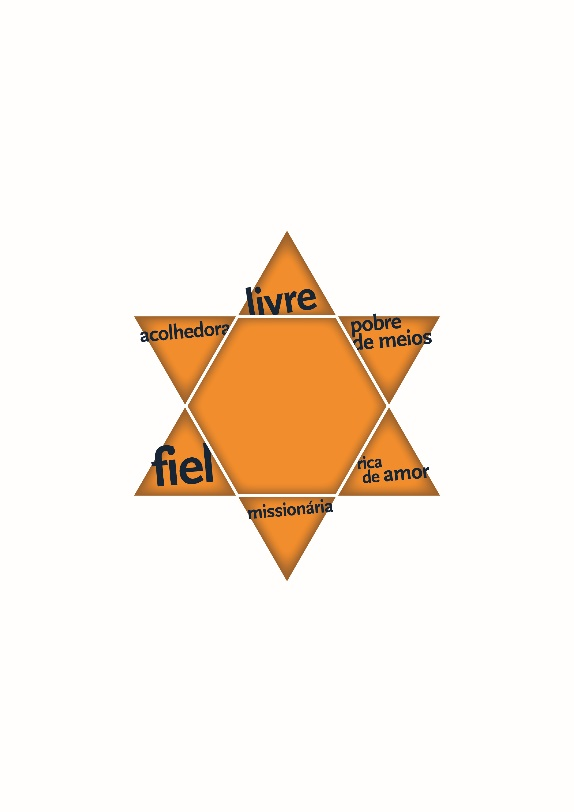 livre
acolhedora
pobre
de meios
fiel
rica
de amor
missionária